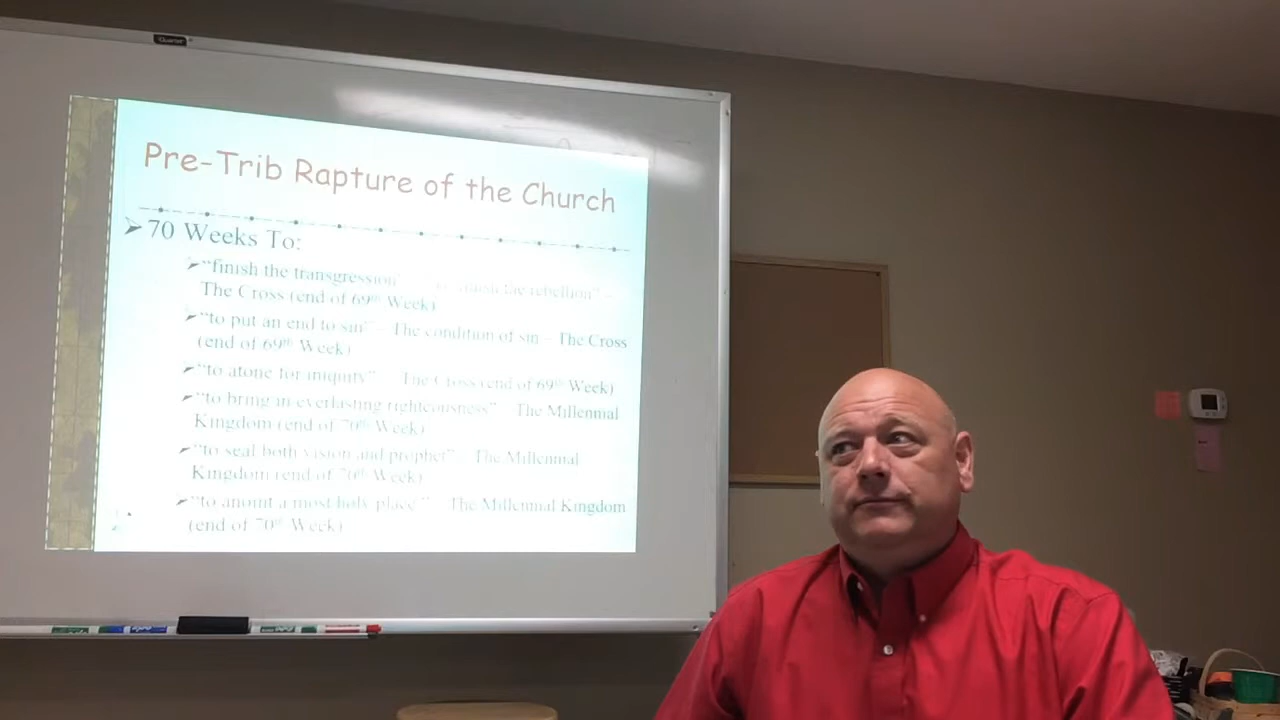 Quartet
Pre-Trib Rapture of the Church
70 Weeks To:
"finish the transgression" the rebellion" –
The Cross (end of 69th Week)
"to put an end to sin" – The condition of sin – The Cross
(end of 69th Week)
"to atone for iniquity" – The Cross (end of 69th Week)
"to bring in everlasting righteousness" – The Millennial
Kingdom (end of 70th Week)
"to seal both vision and prophet" – The Millennial
Kingdom (end of 70th Week)
"to anoint a most holy place" – The Millennial Kingdom
(end of 70th Week)